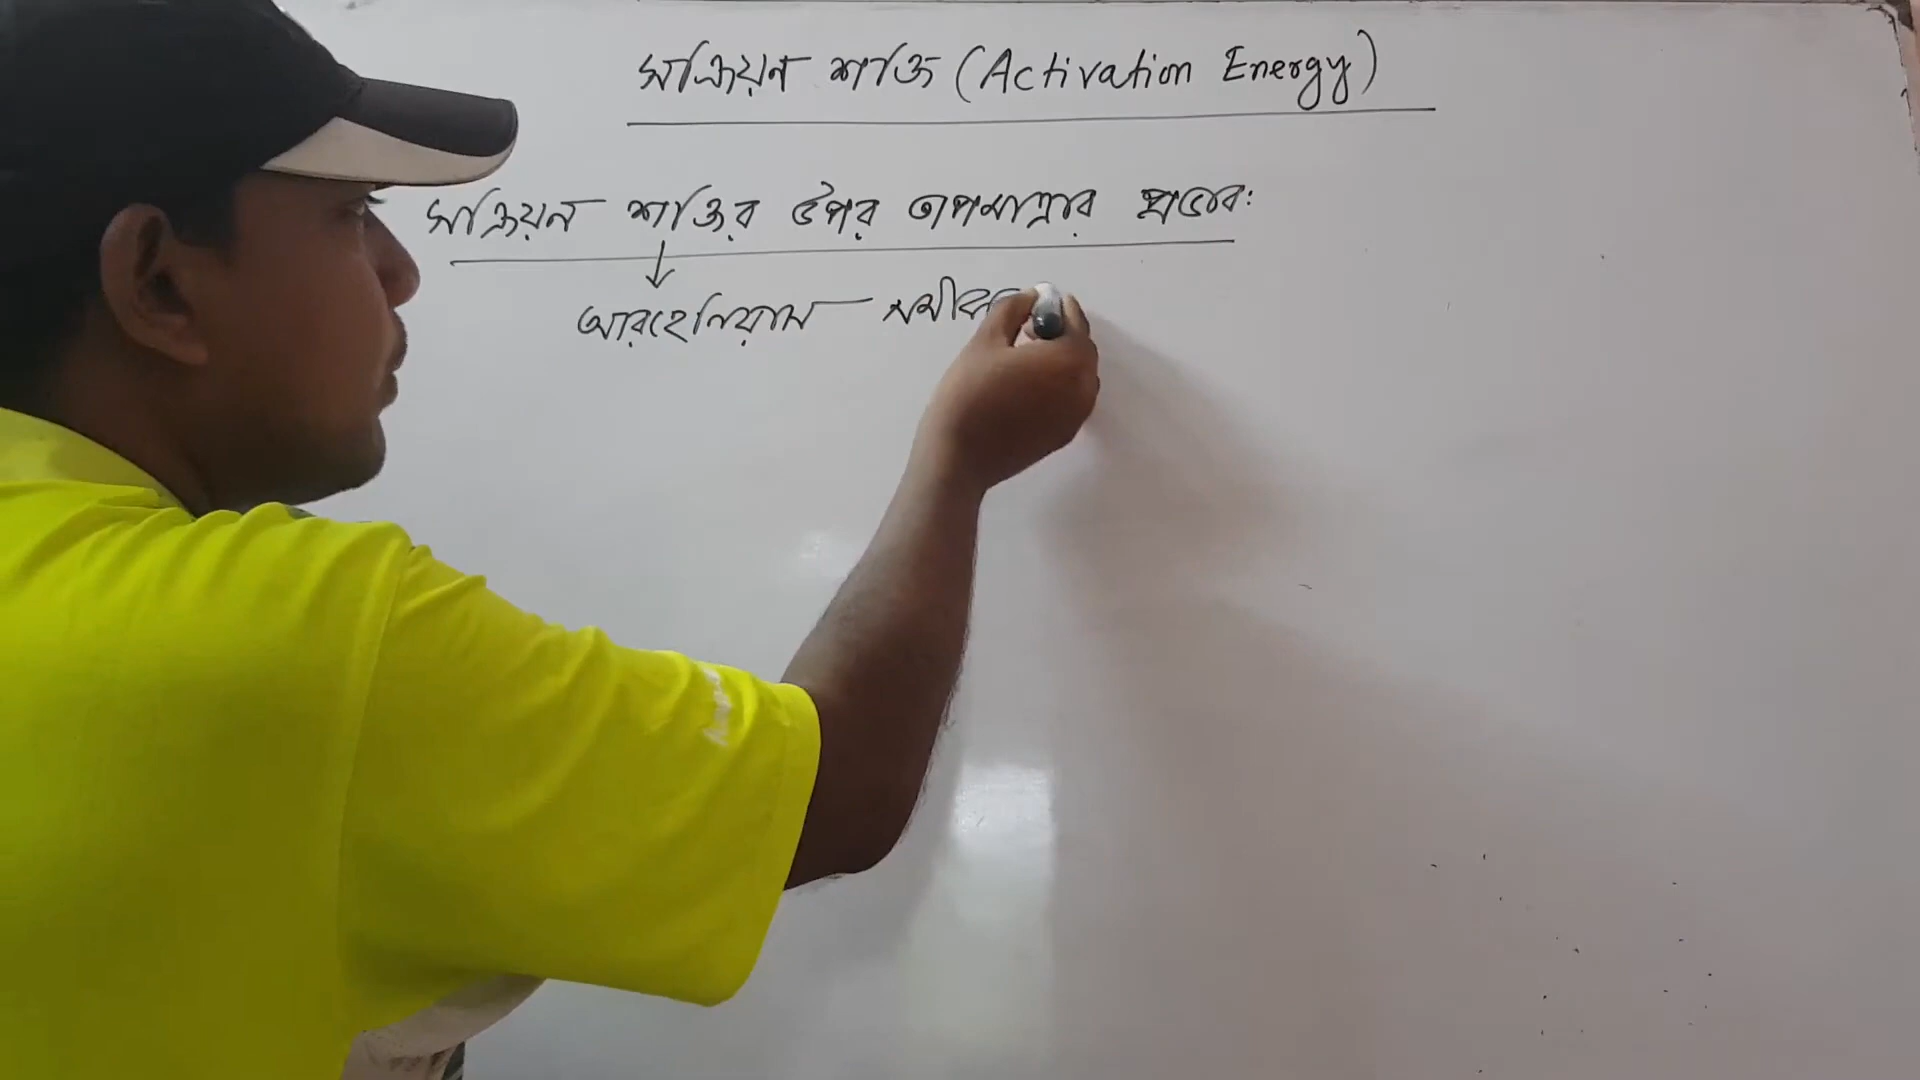 সক্রিয়ন শক্তি (Activation Energy)
সক্রিয়ন শক্তির উপর তাপমাত্রার প্রভাব:
আরহেনিয়াস